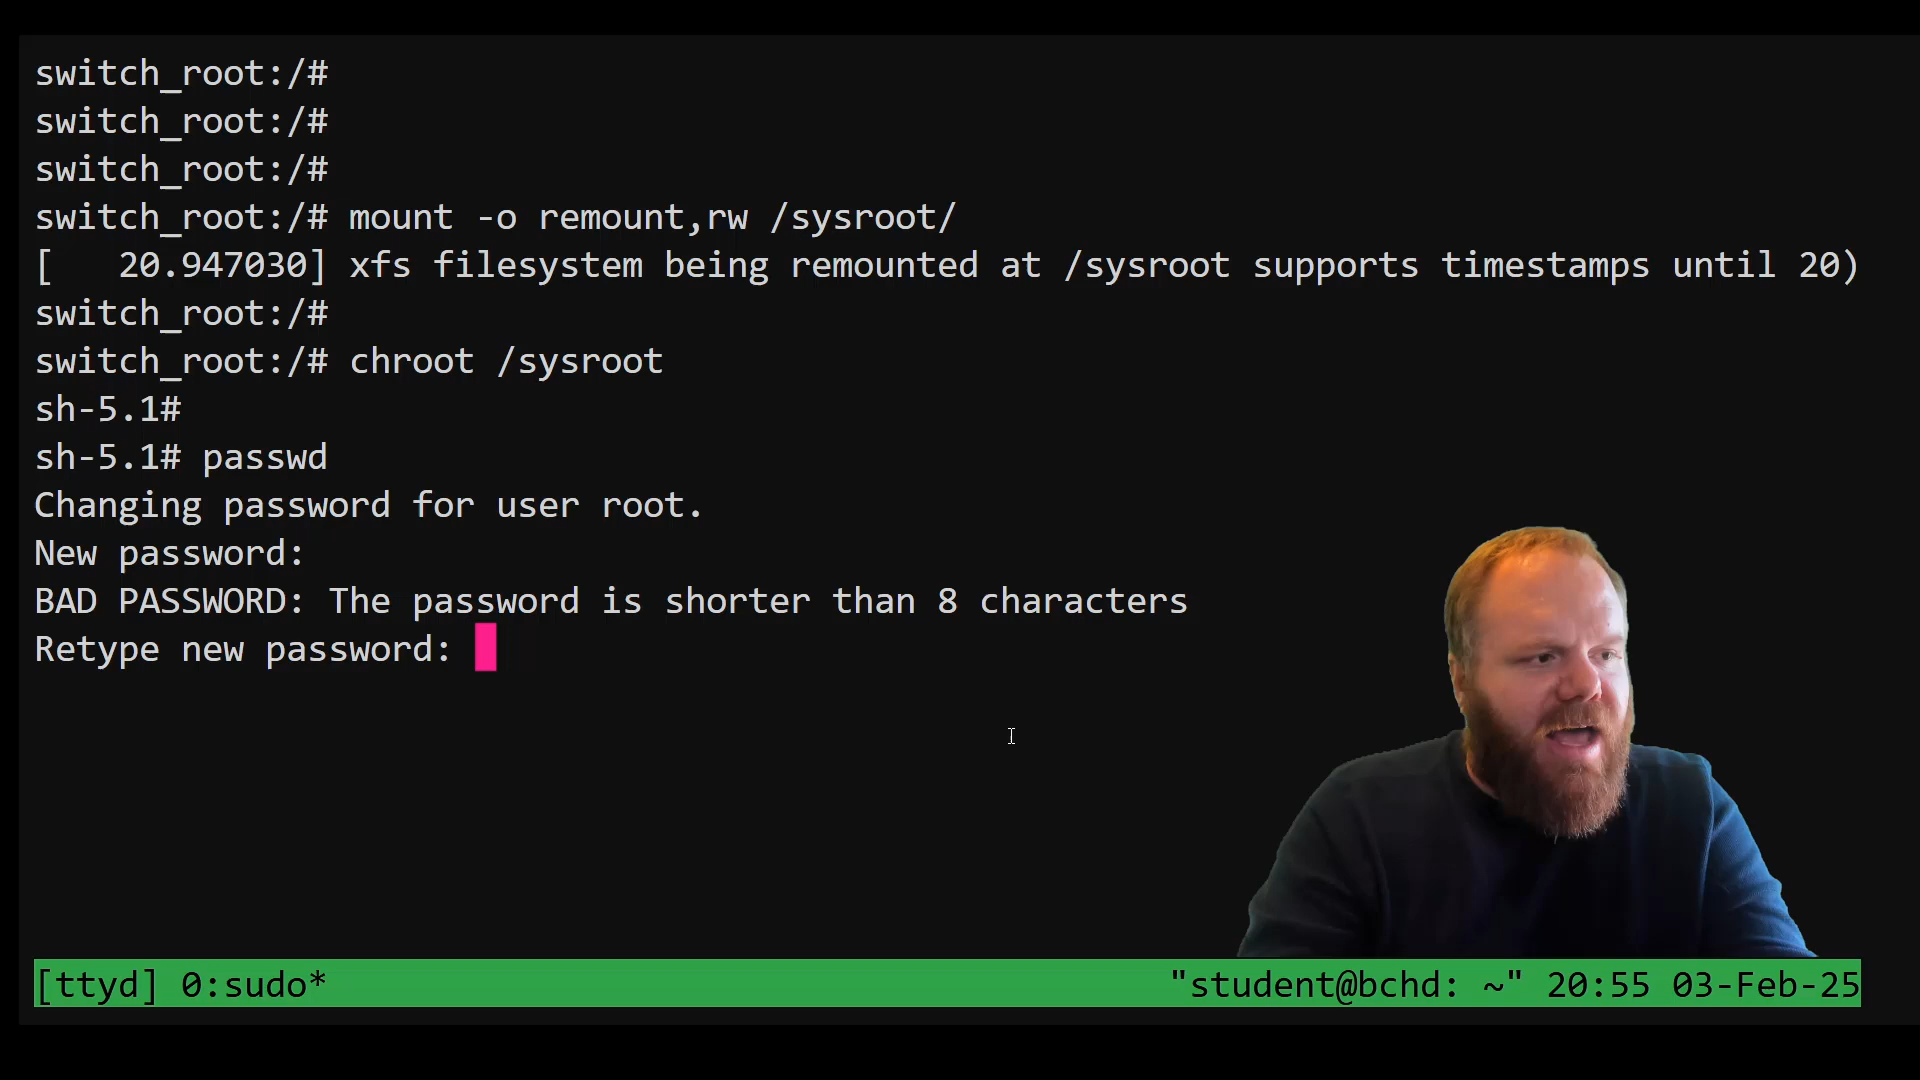 switch_root:/#
switch_root:/#
switch_root:/#
switch_root:/# mount -o remount,rw /sysroot/
[   20.947030] xfs filesystem being remounted at /sysroot supports timestamps until 20)
switch_root:/#
switch_root:/# chroot /sysroot
sh-5.1#
sh-5.1# passwd
Changing password for user root.
New password:
BAD PASSWORD: The password is shorter than 8 characters
Retype new password:
[ttyd] 0:sudo* "student@bchd: ~" 20:55 03-Feb-25